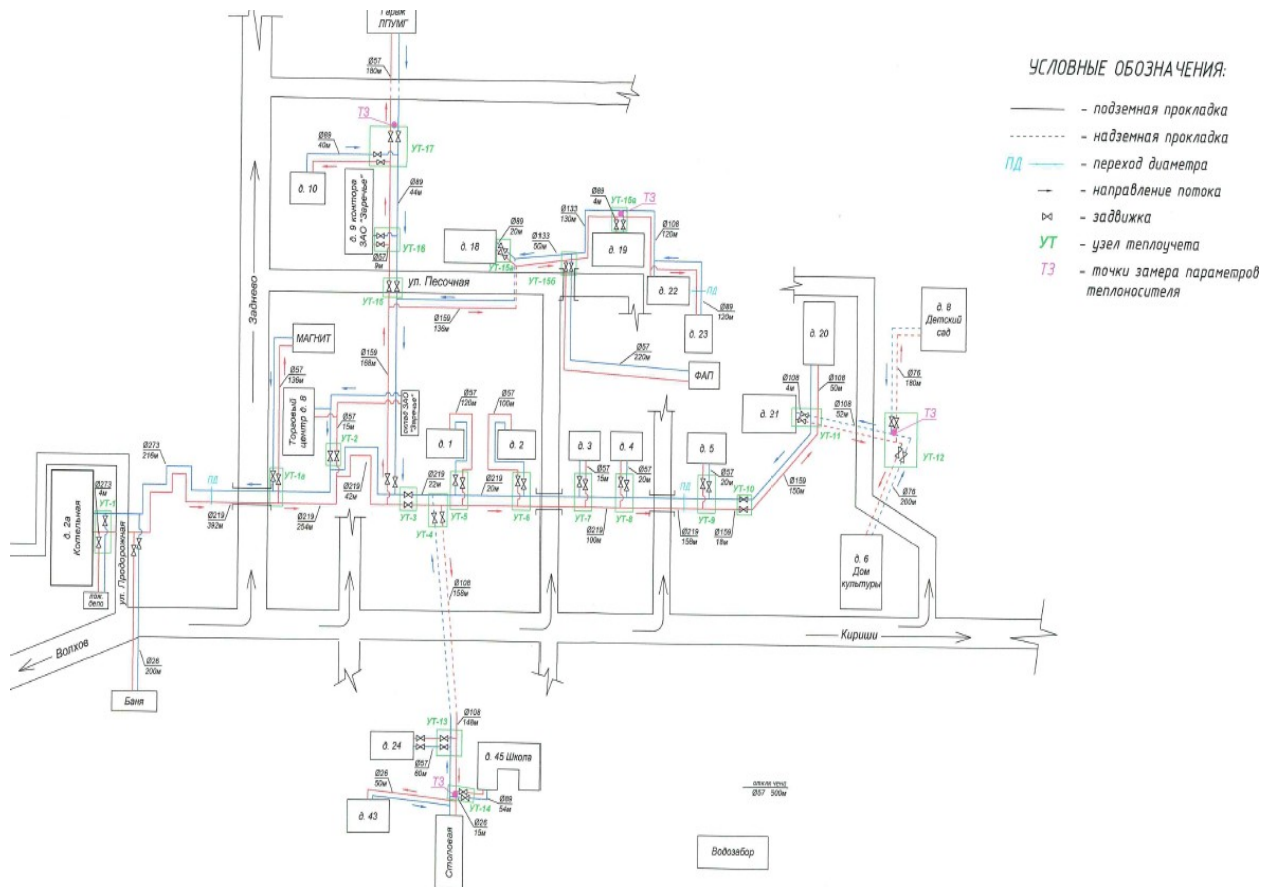 Гараж
ЛПУМГ
Ø57
180м
ТЗ
УТ-17
Ø89
40м
д. 10
Ø89
44м
д. 9 контора
ЗАО "Заречье"
УТ-16
Ø57
9м
УТ-15
ул. Песочная
Заднево
УСЛОВНЫЕ ОБОЗНАЧЕНИЯ:
- подземная прокладка
- надземная прокладка
ПД
- переход диаметра
- направление потока
- задвижка
УТ
- узел теплоучета
ТЗ
- точки замера параметров
теплоносителя
д. 18
Ø89
20м
УТ-15в
Ø133
50м
УТ-15б
Ø133
130м
Ø89
4м
УТ-15а
ТЗ
д. 19
Ø108
120м
д. 22
ПД
Ø89
120м
д. 23
Ø159
136м
Ø57
220м
ФАП
МАГНИТ
Ø57
136м
Ø159
166м
Торговый
центр д. 8
Ø57
15м
склад ЗАО
"Заречье"
УТ-2
УТ-1а
Ø57
120м
д. 1
Ø57
100м
д. 2
д. 3
Ø57
15м
д. 4
Ø57
20м
д. 5
Ø57
20м
д. 20
Ø108
4м
Ø108
50м
д. 21
УТ-11
Ø108
52м
д. 8
Детский
сад
Ø76
180м
ТЗ
УТ-12
Ø76
200м
д. 6
Дом
культуры
Ø159
150м
УТ-10
Ø273
216м
Ø273
4м
УТ-1
д. 2а
Котельная
пож.
депо
ул. Продорожная
ПД
Ø219
392м
Ø219
254м
Ø219
42м
УТ-3
Ø219
22м
УТ-4
УТ-5
Ø219
20м
УТ-6
УТ-7
Ø219
100м
УТ-8
ПД
Ø219
158м
УТ-9
Ø159
18м
Ø108
158м
Волхов
Кириши
Ø26
200м
Баня
УТ-13
Ø108
148м
д. 24
Ø57
60м
д. 45 Школа
Ø26
50м
ТЗ
УТ-14
Ø89
54м
д. 43
Ø26
15м
Столовая
отключена
Ø57 500м
Водозабор